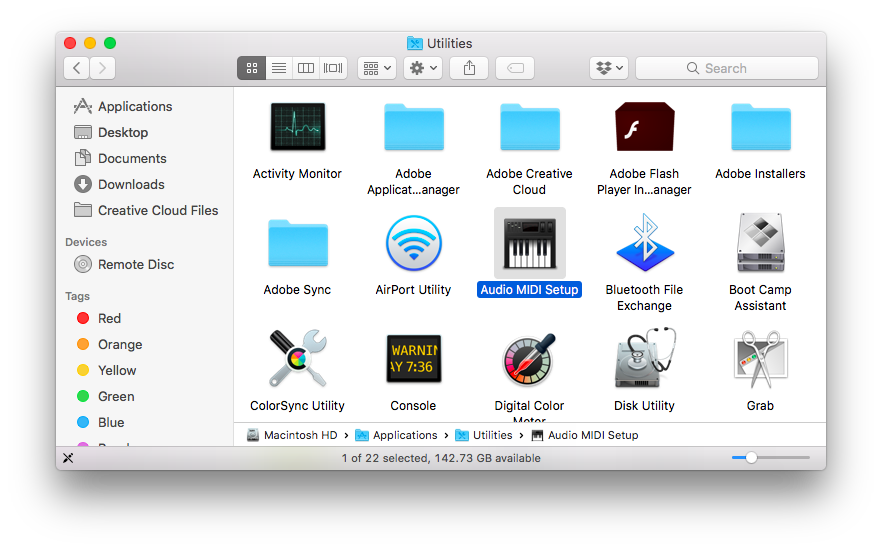 Utilities
Search
Applications
Desktop
Documents
Downloads
Creative Cloud Files
Devices
Remote Disc
Tags
Red
Orange
Yellow
Green
Blue
Activity Monitor
Adobe
Applicat...anager
Adobe Creative
Cloud
Adobe Flash
Player In...anager
Adobe Installers
Adobe Sync
AirPort Utility
Audio MIDI Setup
Bluetooth File
Exchange
Boot Camp
Assistant
ColorSync Utility
WARNIN
AY 7:36
Console
Digital Color
Meter
Disk Utility
Grab
Macintosh HD › Applications › Utilities › Audio MIDI Setup
1 of 22 selected, 142.73 GB available